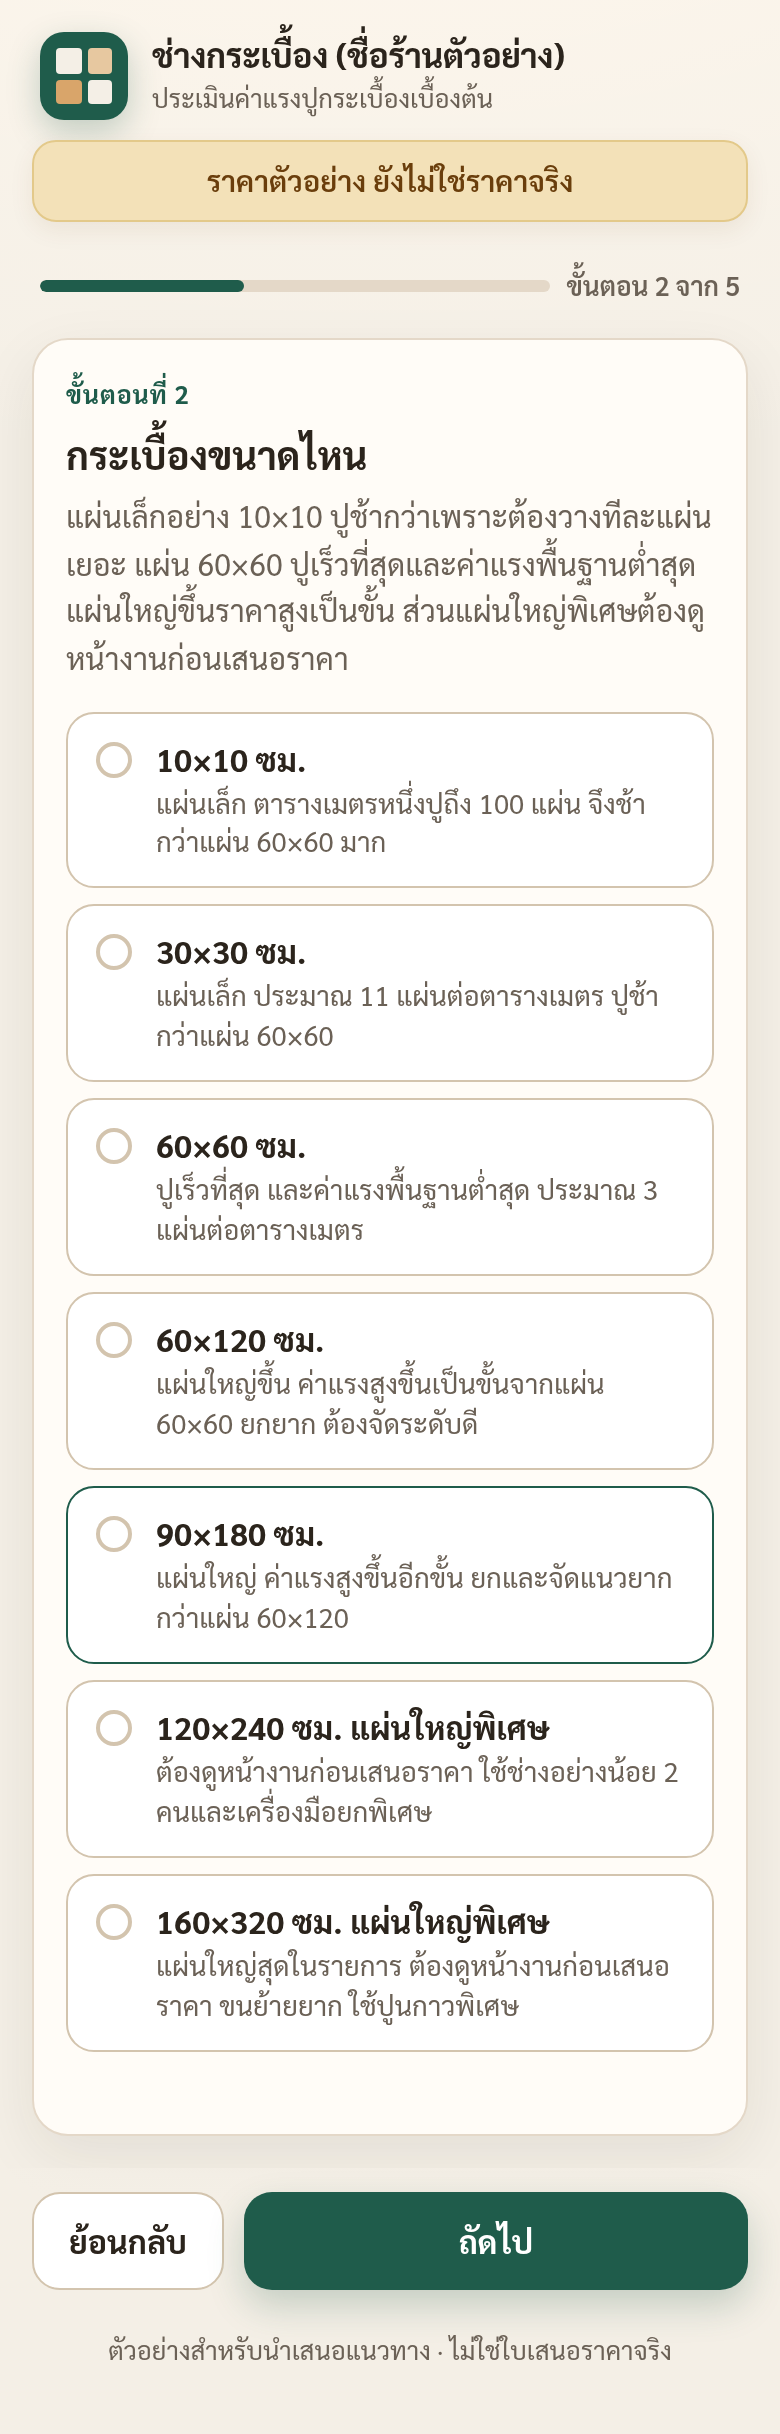 ช่างกระเบื้อง (ชื่อร้านตัวอย่าง)
ประเมินค่าแรงปูกระเบื้องเบื้องต้น
ราคาตัวอย่าง ยังไม่ใช่ราคาจริง
ขั้นตอน 2 จาก 5
ขั้นตอนที่ 2
กระเบื้องขนาดไหน
แผ่นเล็กอย่าง 10×10 ปูช้ากว่าเพราะต้องวางทีละแผ่น
เยอะ แผ่น 60×60 ปูเร็วที่สุดและค่าแรงพื้นฐานต่ำสุด
แผ่นใหญ่ขึ้นราคาสูงเป็นขั้น ส่วนแผ่นใหญ่พิเศษต้องดู
หน้างานก่อนเสนอราคา
10×10 ซม.
แผ่นเล็ก ตารางเมตรหนึ่งปูถึง 100 แผ่น จึงช้า
กว่าแผ่น 60×60 มาก
30×30 ซม.
แผ่นเล็ก ประมาณ 11 แผ่นต่อตารางเมตร ปูช้า
กว่าแผ่น 60×60
60×60 ซม.
ปูเร็วที่สุด และค่าแรงพื้นฐานต่ำสุด ประมาณ 3
แผ่นต่อตารางเมตร
60×120 ซม.
แผ่นใหญ่ขึ้น ค่าแรงสูงขึ้นเป็นขั้นจากแผ่น
60×60 ยกยาก ต้องจัดระดับดี
90×180 ซม.
แผ่นใหญ่ ค่าแรงสูงขึ้นอีกขั้น ยกและจัดแนวยาก
กว่าแผ่น 60×120
120×240 ซม. แผ่นใหญ่พิเศษ
ต้องดูหน้างานก่อนเสนอราคา ใช้ช่างอย่างน้อย 2
คนและเครื่องมือยกพิเศษ
160×320 ซม. แผ่นใหญ่พิเศษ
แผ่นใหญ่สุดในรายการ ต้องดูหน้างานก่อนเสนอ
ราคา ขนย้ายยาก ใช้ปูนกาวพิเศษ
ย้อนกลับ
ถัดไป
ตัวอย่างสำหรับนำเสนอแนวทาง · ไม่ใช่ใบเสนอราคาจริง